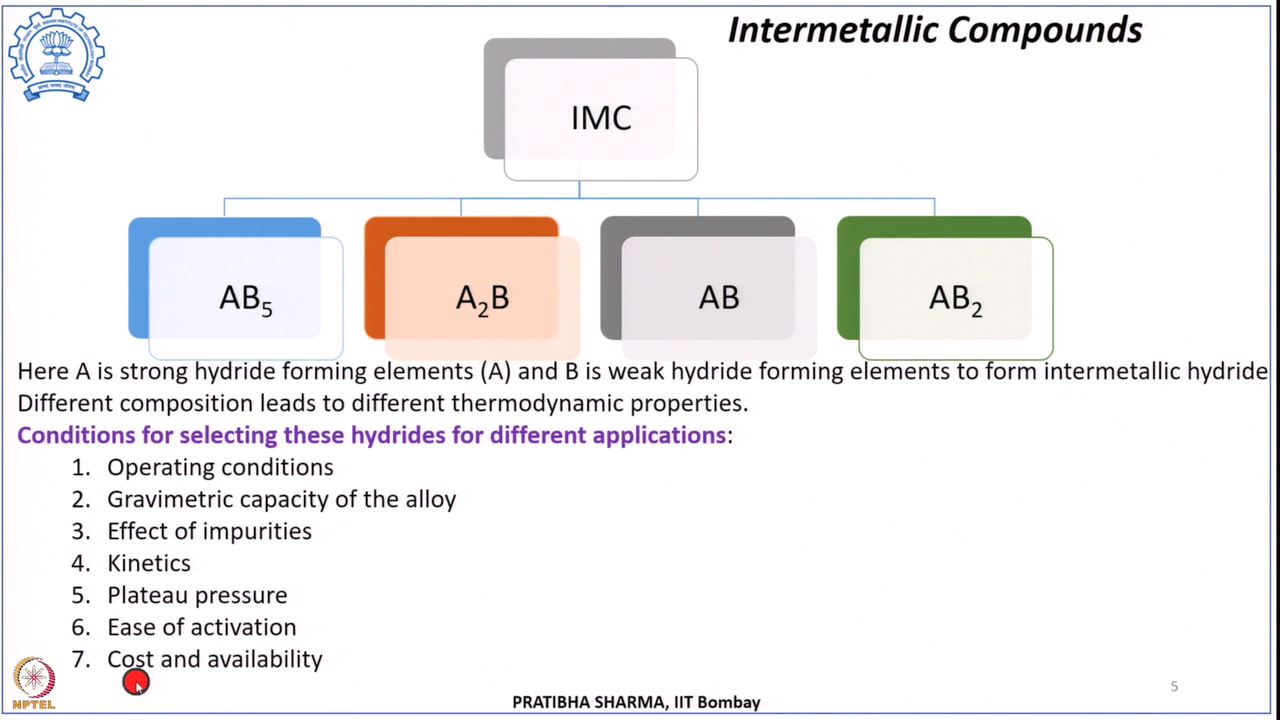 Intermetallic Compounds
IMC
AB₅
A₂B
AB
AB₂
Here A is strong hydride forming elements (A) and B is weak hydride forming elements to form intermetallic hydride
Different composition leads to different thermodynamic properties.
Conditions for selecting these hydrides for different applications:
1. Operating conditions
2. Gravimetric capacity of the alloy
3. Effect of impurities
4. Kinetics
5. Plateau pressure
6. Ease of activation
7. Cost and availability
NPTEL
PRATIBHA SHARMA, IIT Bombay
5